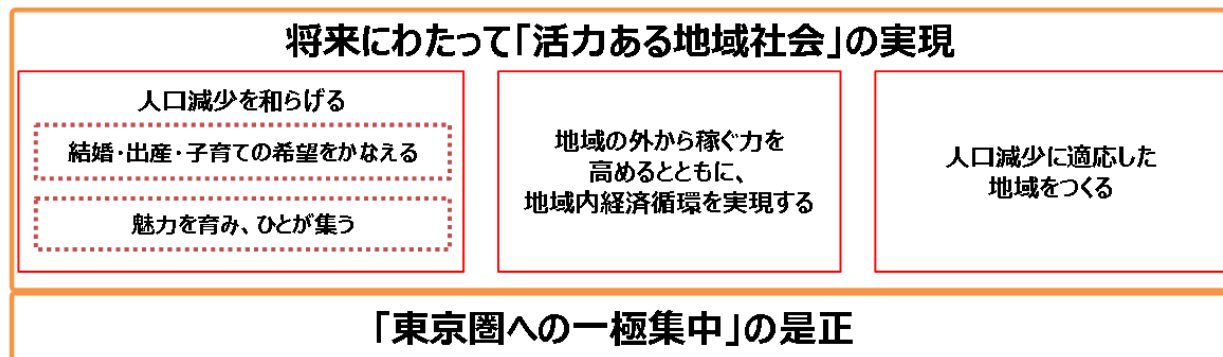 将来にわたって「活力ある地域社会」の実現
人口減少を和らげる
結婚・出産・子育ての希望をかなえる
魅力を育み、ひとが集う
地域の外から稼ぐ力を
高めるとともに、
地域内経済循環を実現する
人口減少に適応した
地域をつくる
「東京圏への一極集中」の是正